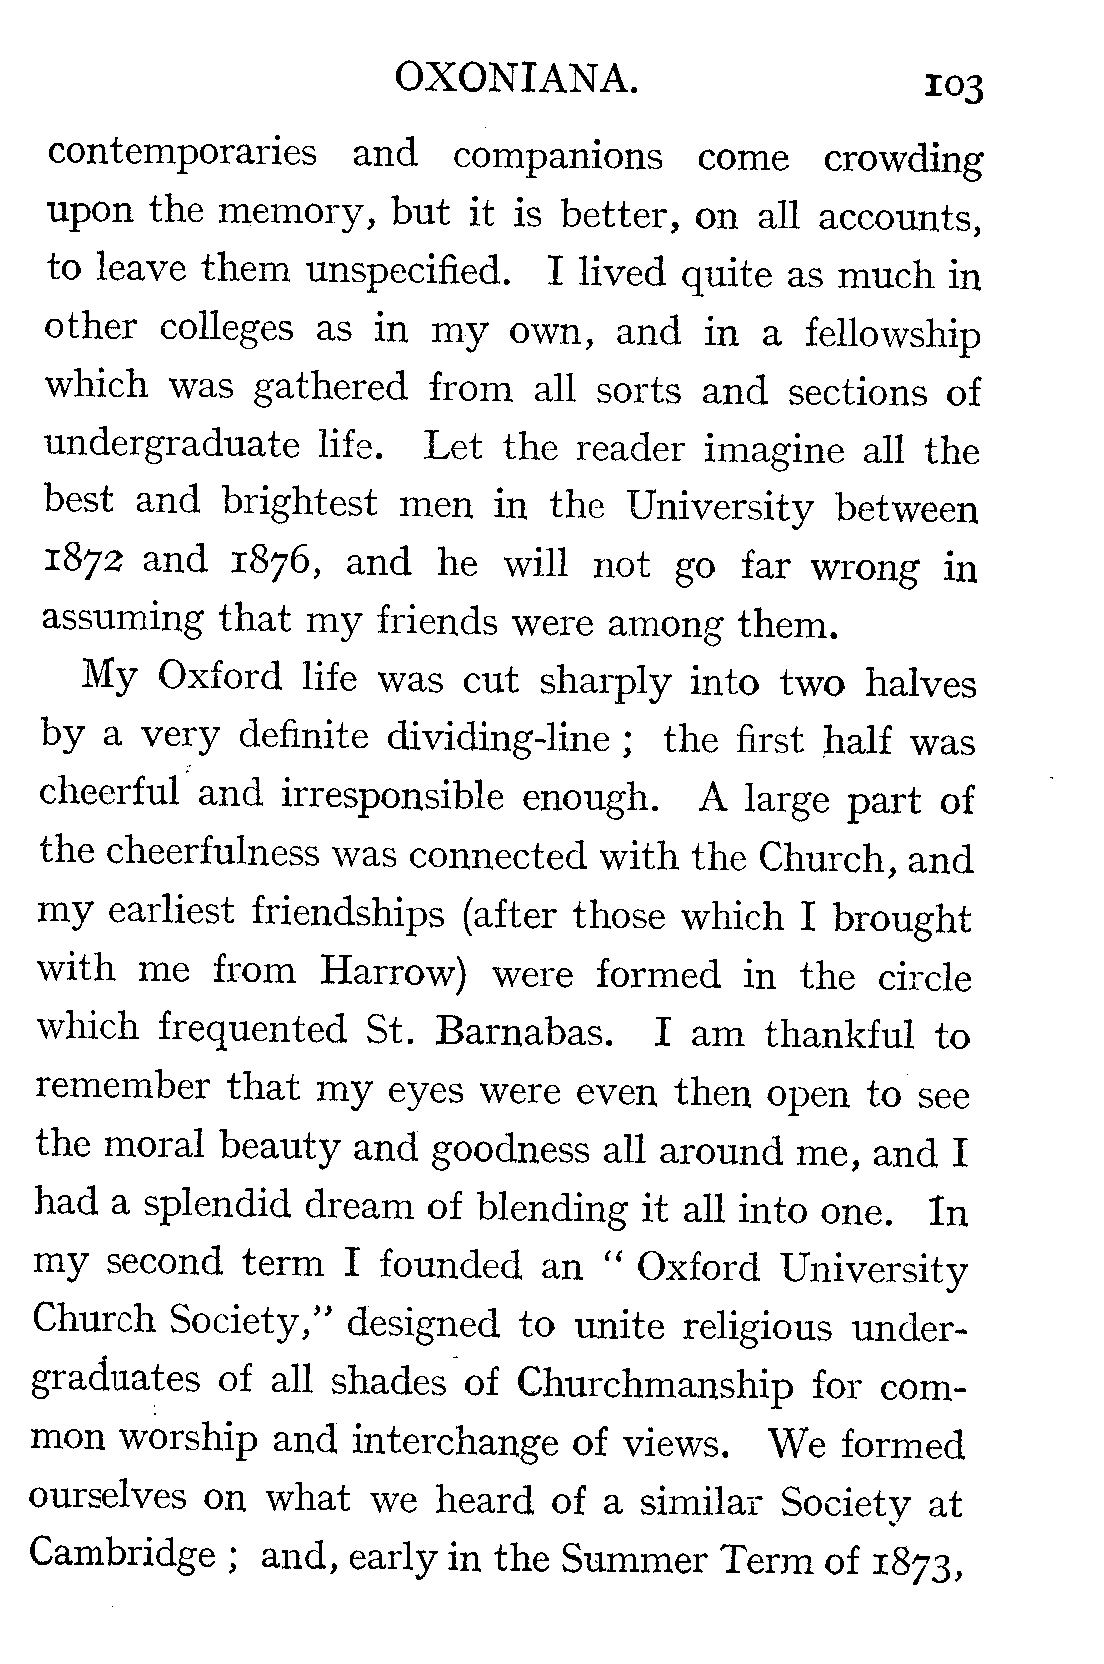 OXONIANA. 103
contemporaries and companions come crowding
upon the memory, but it is better, on all accounts,
to leave them unspecified. I lived quite as much in
other colleges as in my own, and in a fellowship
which was gathered from all sorts and sections of
undergraduate life. Let the reader imagine all the
best and brightest men in the University between
1872 and 1876, and he will not go far wrong in
assuming that my friends were among them.
My Oxford life was cut sharply into two halves
by a very definite dividing-line ; the first half was
cheerful and irresponsible enough. A large part of
the cheerfulness was connected with the Church, and
my earliest friendships (after those which I brought
with me from Harrow) were formed in the circle
which frequented St. Barnabas. I am thankful to
remember that my eyes were even then open to see
the moral beauty and goodness all around me, and I
had a splendid dream of blending it all into one. In
my second term I founded an " Oxford University
Church Society," designed to unite religious under-
graduates of all shades of Churchmanship for com-
mon worship and interchange of views. We formed
ourselves on what we heard of a similar Society at
Cambridge ; and, early in the Summer Term of 1873,